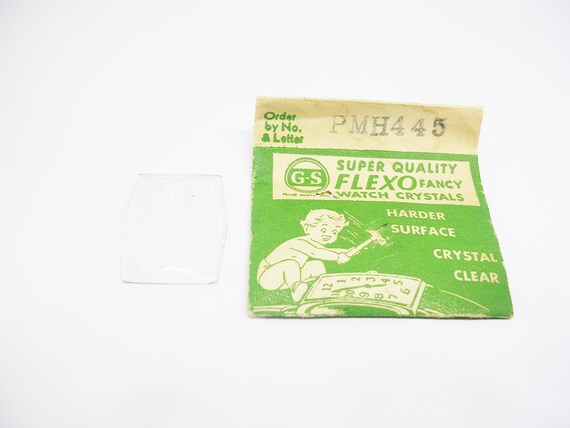 Order
by No.
& Letter
PMH445
G-S
SUPER QUALITY
FLEXO FANCY
WATCH CRYSTALS
HARDER
SURFACE
CRYSTAL
CLEAR